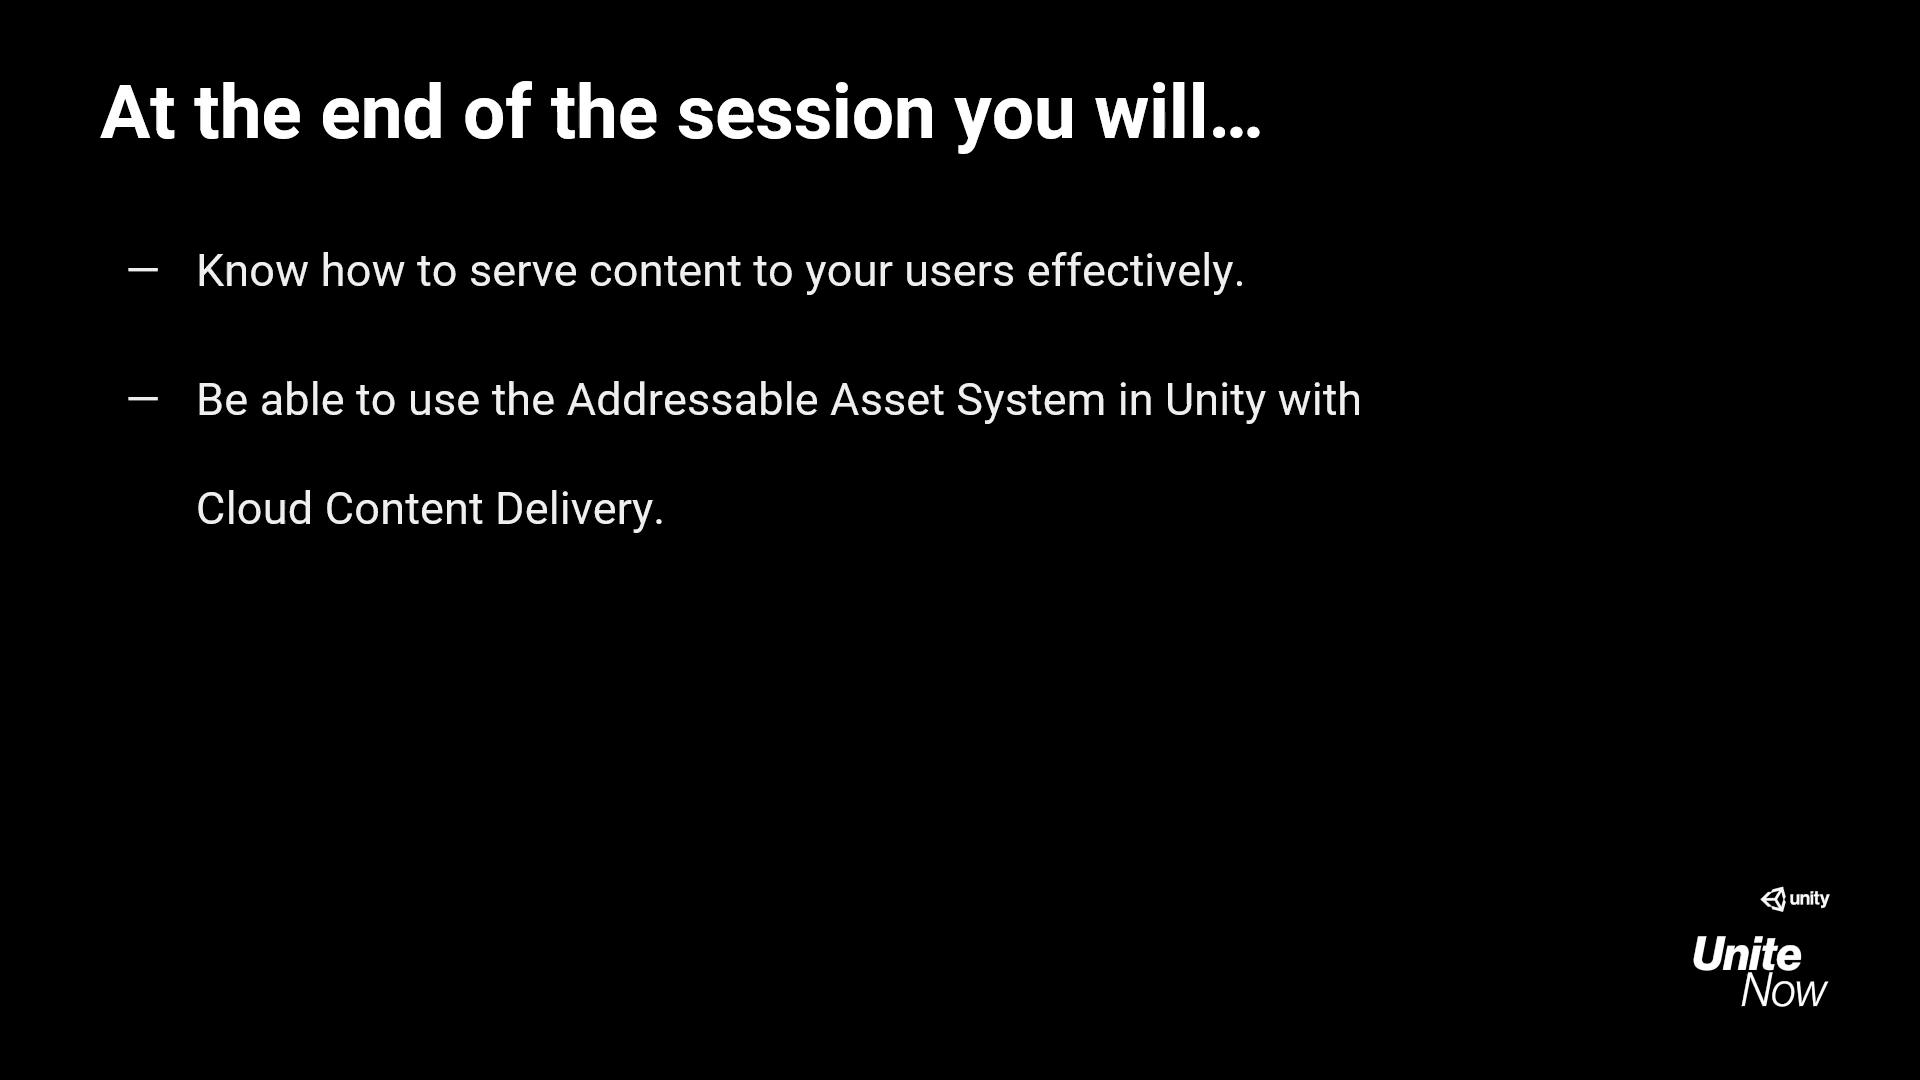 At the end of the session you will…
— Know how to serve content to your users effectively.
— Be able to use the Addressable Asset System in Unity with
Cloud Content Delivery.
unity
Unite
Now